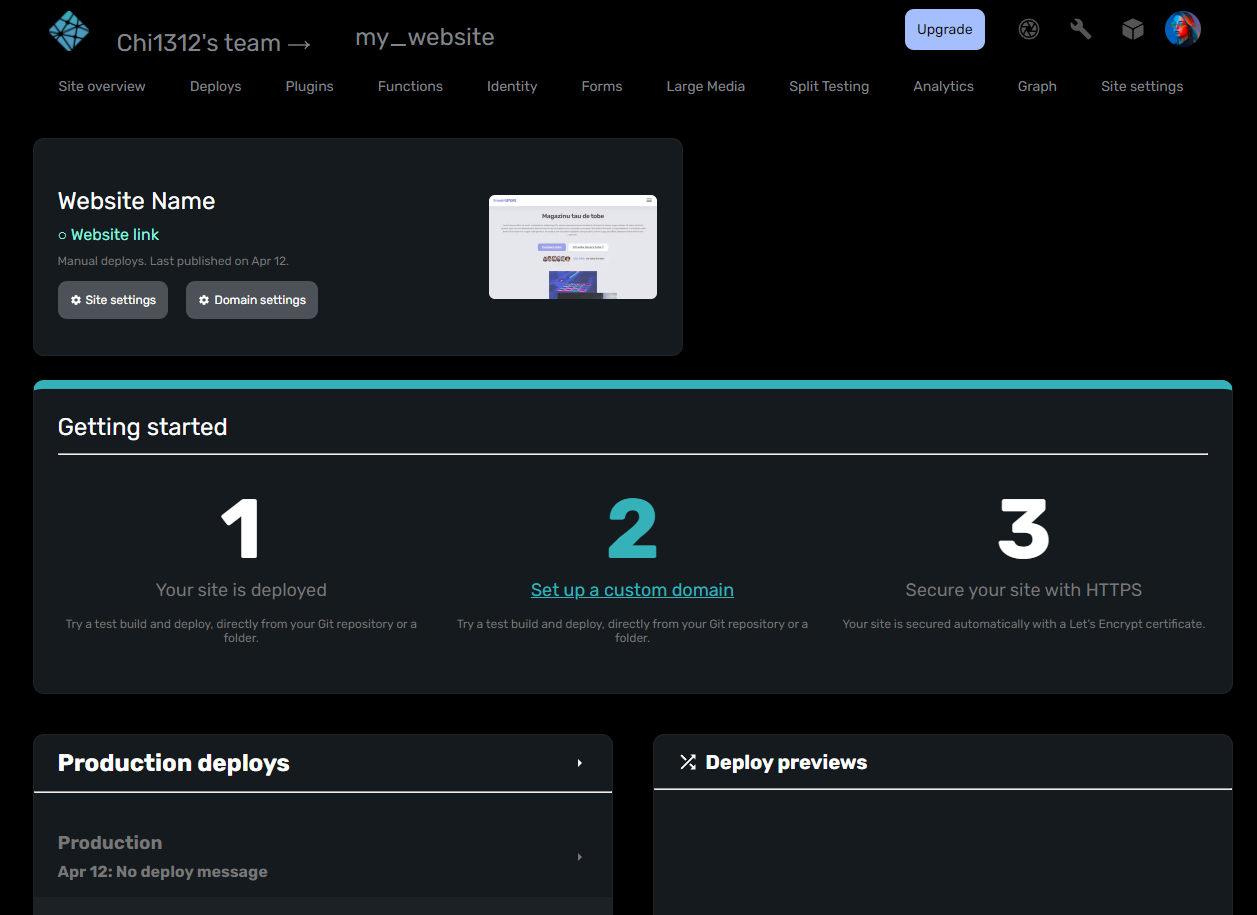 Chi1312's team →
my_website
Upgrade
Site overview Deploys Plugins Functions Identity Forms Large Media Split Testing Analytics Graph Site settings
Website Name
Website link
Manual deploys. Last published on Apr 12.
Site settings
Domain settings
Magazinu tau de tobe
Getting started
1
Your site is deployed
Try a test build and deploy, directly from your Git repository or a
folder.
2
Set up a custom domain
Try a test build and deploy, directly from your Git repository or a
folder.
3
Secure your site with HTTPS
Your site is secured automatically with a Let's Encrypt certificate.
Production deploys
Production
Apr 12: No deploy message
Deploy previews